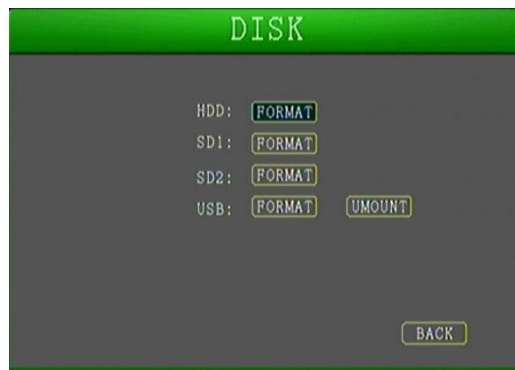 DISK
HDD: FORMAT
SD1: FORMAT
SD2: FORMAT
USB: FORMAT UMOUNT
BACK